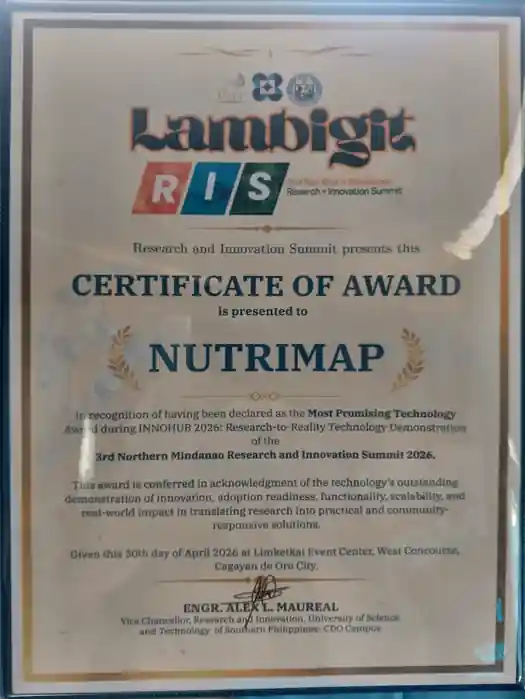 Lambigit
RIS
Research + Innovation Summit
Research and Innovation Summit presents this
CERTIFICATE OF AWARD
is presented to
NUTRIMAP
In recognition of having been declared as the Most Promising Technology
Award during INNOHUB 2026: Research-to-Reality Technology Demonstration
of the
3rd Northern Mindanao Research and Innovation Summit 2026.
This award is conferred in acknowledgment of the technology's outstanding
demonstration of innovation, adoption readiness, functionality, scalability, and
real-world impact in translating research into practical and community-
responsive solutions.
Given this 30th day of April 2026 at Limketkai Event Center, West Concourse,
Cagayan de Oro City.
ENGR. ALEX L. MAUREAL
Vice Chancellor, Research and Innovation, University of Science
and Technology of Southern Philippines, CDO Campus